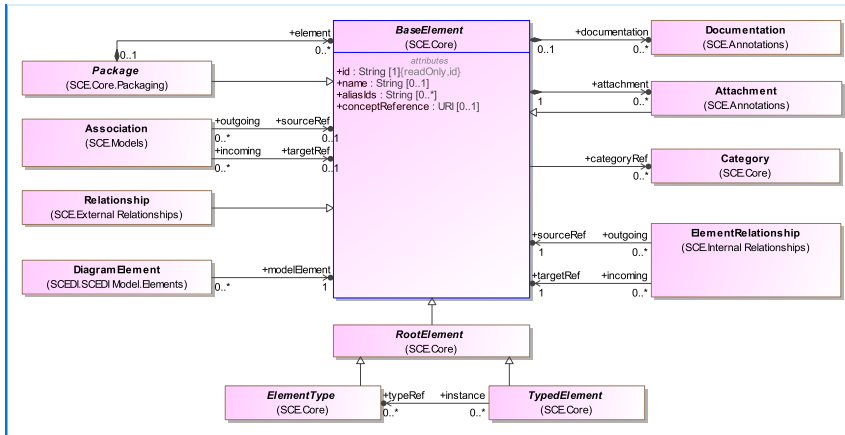 +element
0..*
0..1
Package
(SCE.Core.Packaging)
Association
(SCE.Models)
+outgoing +sourceRef
0..* 0..1
+incoming +targetRef
0..* 0..1
Relationship
(SCE.External Relationships)
DiagramElement
(SCEDI.SCEDI Model.Elements)
+modelElement
0..* 1
BaseElement
(SCE.Core)
attributes
+id : String [1]{readOnly,id}
+name : String [0..1]
+aliasIds : String [0..*]
+conceptReference : URI [0..1]
+documentation
0..1 0..*
Documentation
(SCE.Annotations)
+attachment
1 0..*
Attachment
(SCE.Annotations)
+categoryRef
0..*
Category
(SCE.Core)
+sourceRef +outgoing
1 0..*
+targetRef +incoming
1 0..*
ElementRelationship
(SCE.Internal Relationships)
RootElement
(SCE.Core)
ElementType
(SCE.Core)
+typeRef +instance
0..* 0..*
TypedElement
(SCE.Core)